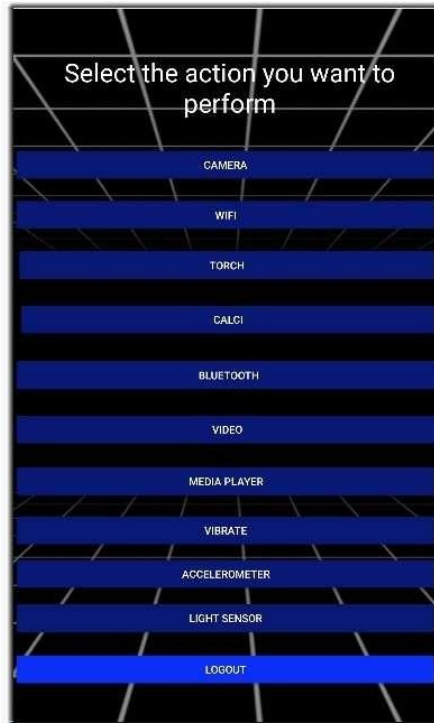 Select the action you want to
perform
CAMERA
WIFI
TORCH
CALCI
BLUETOOTH
VIDEO
MEDIA PLAYER
VIBRATE
ACCELEROMETER
LIGHT SENSOR
LOGOUT